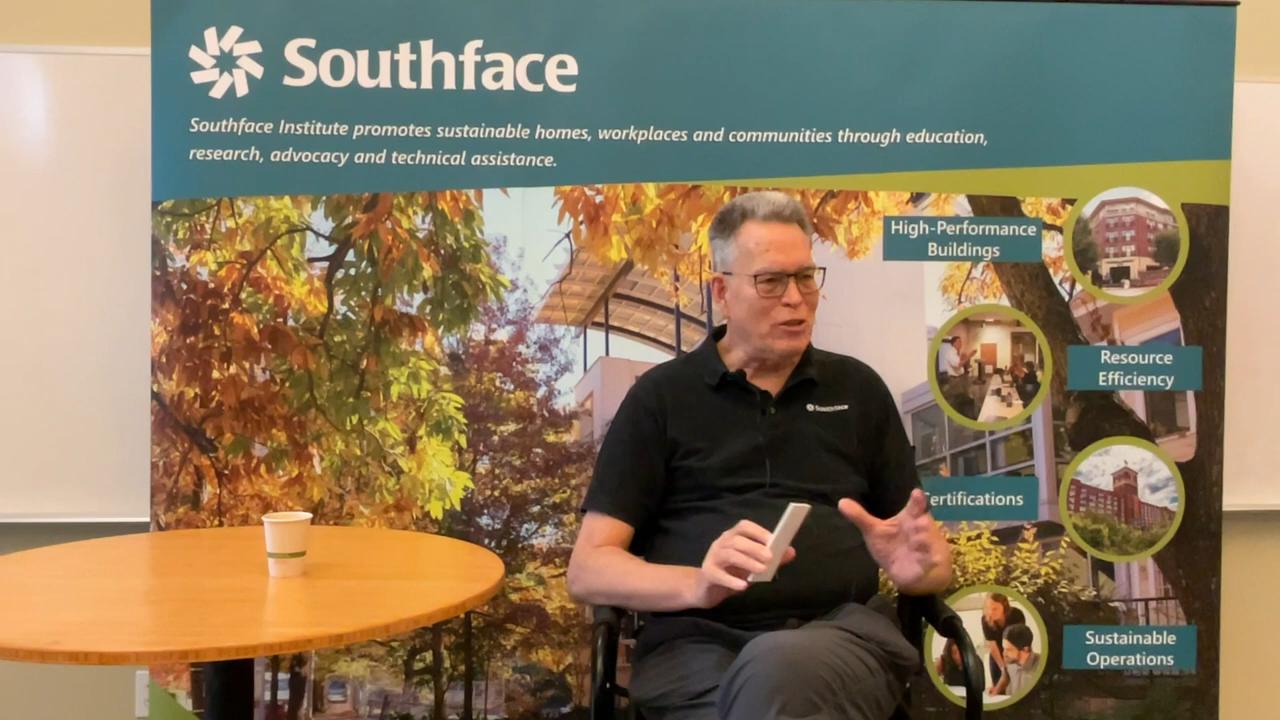 Southface
Southface Institute promotes sustainable homes, workplaces and communities through education,
research, advocacy and technical assistance.
High-Performance
Buildings
Resource
Efficiency
Southface
Certifications
Sustainable
Operations